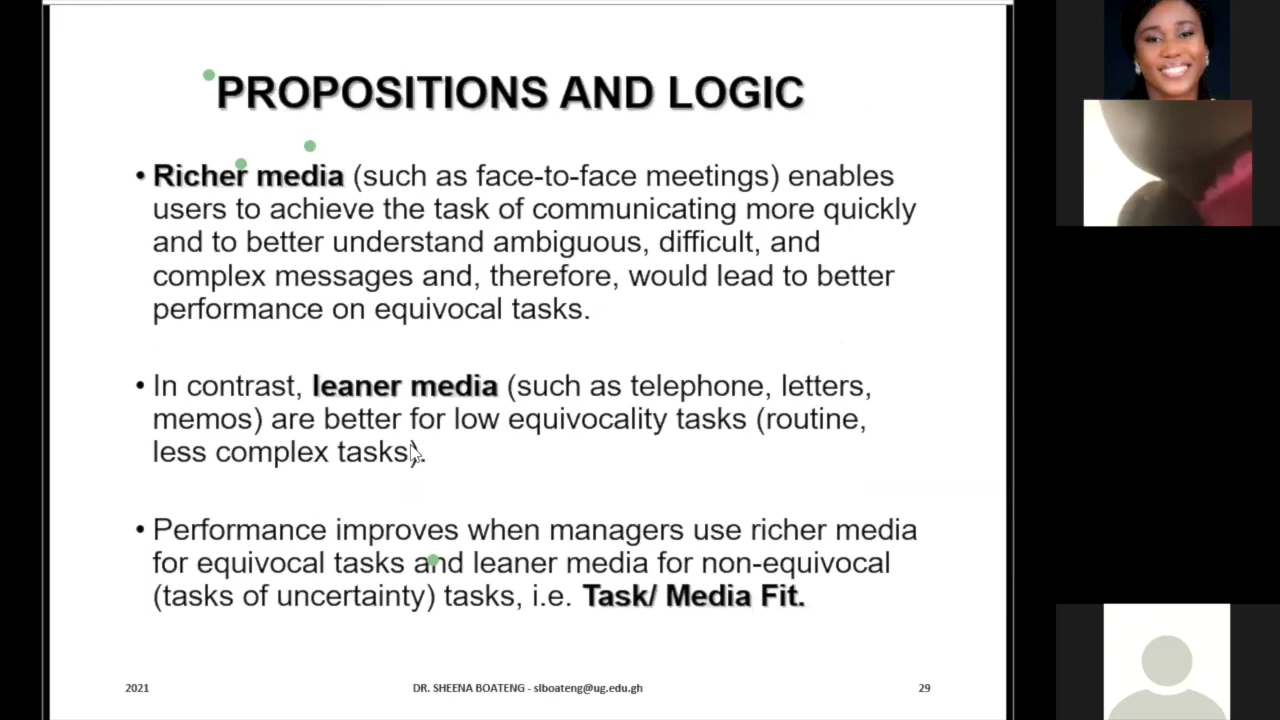 PROPOSITIONS AND LOGIC
• Richer media (such as face-to-face meetings) enables
users to achieve the task of communicating more quickly
and to better understand ambiguous, difficult, and
complex messages and, therefore, would lead to better
performance on equivocal tasks.
• In contrast, leaner media (such as telephone, letters,
memos) are better for low equivocality tasks (routine,
less complex tasks).
• Performance improves when managers use richer media
for equivocal tasks and leaner media for non-equivocal
(tasks of uncertainty) tasks, i.e. Task/ Media Fit.
2021
DR. SHEENA BOATENG - slboateng@ug.edu.gh
29